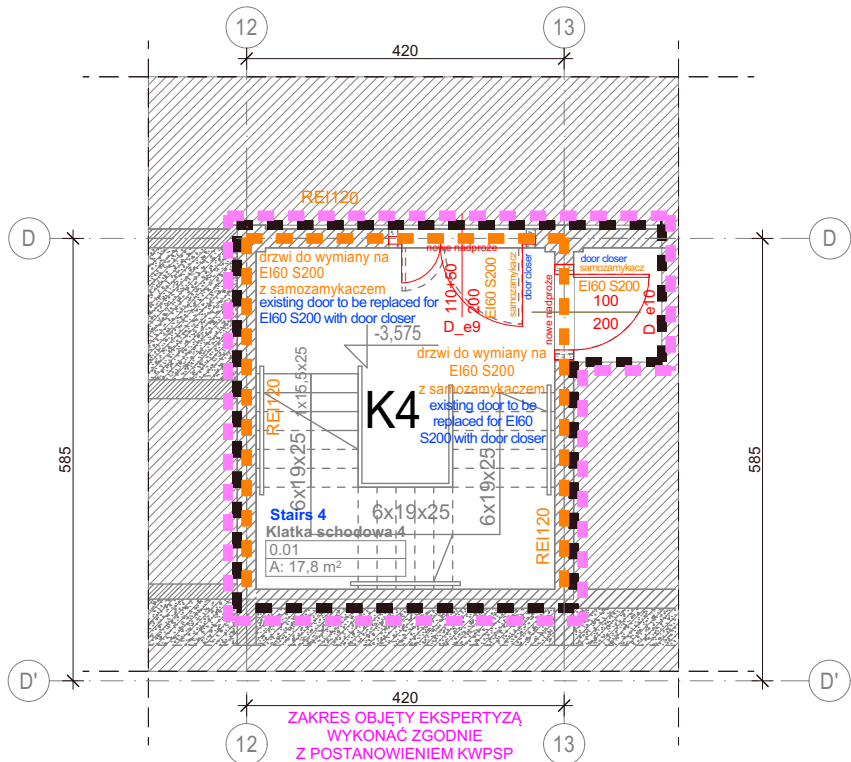 12
13
420
REI120
D
D
nowe nadproże
drzwi do wymiany na
EI60 S200
z samozamykaczem
existing door to be replaced for
EI60 S200 with door closer
110+50
200
D_e9
EI60 S200
samozamykacz
door closer
door closer
samozamykacz
EI60 S200
100
200
D_e10
nowe nadproże
-3,575
drzwi do wymiany na
EI60 S200
z samozamykaczem
existing door to be
replaced for EI60
S200 with door closer
K4
REI120
1x15,5x25
6x19x25
6x19x25
6x19x25
585
585
Stairs 4
Klatka schodowa 4
0.01
A: 17,8 m²
REI120
D'
D'
420
12
13
ZAKRES OBJĘTY EKSPERTYZĄ
WYKONAĆ ZGODNIE
Z POSTANOWIENIEM KWPSP